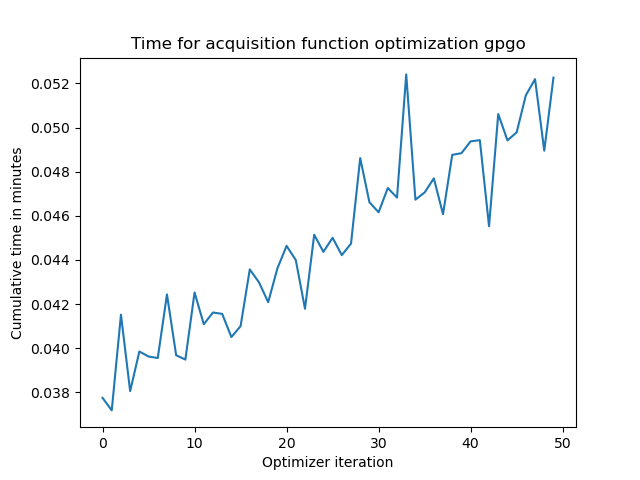 Time for acquisition function optimization gpgo
0.052
0.050
0.048
0.046
0.044
0.042
0.040
0.038
Cumulative time in minutes
0 10 20 30 40 50
Optimizer iteration